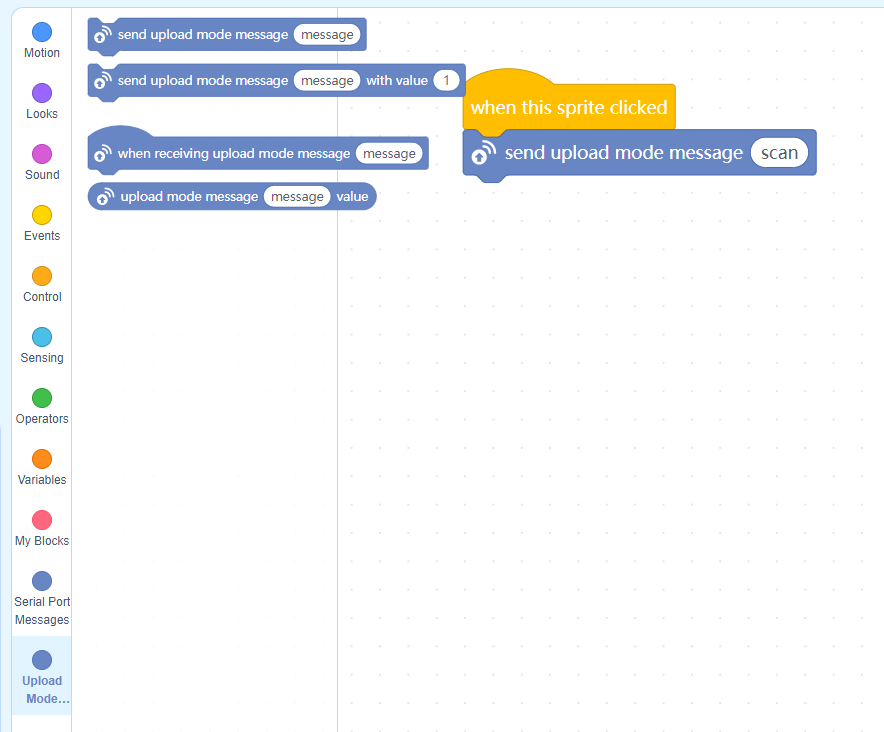 Motion
Looks
Sound
Events
Control
Sensing
Operators
Variables
My Blocks
Serial Port
Messages
Upload
Mode...
send upload mode message message
send upload mode message message with value 1
when receiving upload mode message message
upload mode message message value
when this sprite clicked
send upload mode message scan